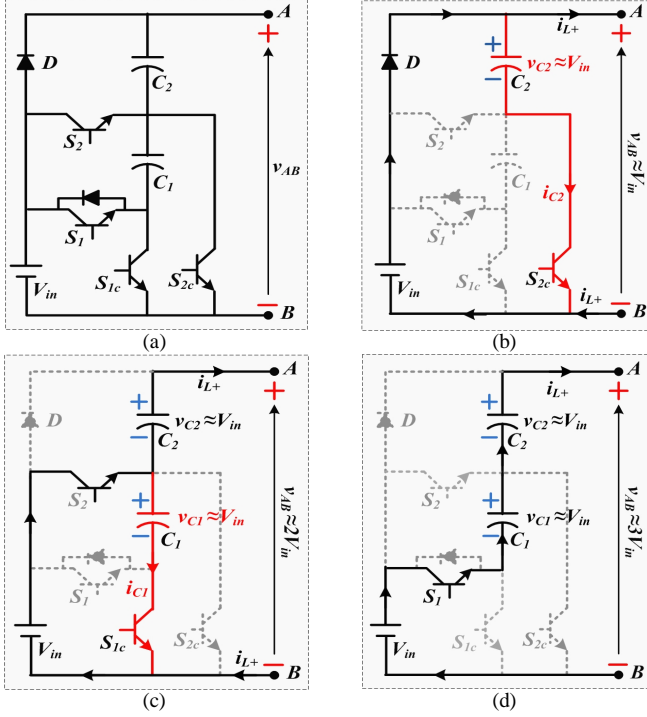 A
+
D
C2
S2
C1
vAB
S1
Vin
S1c
S2c
−
B
(a)
A
iL+
+
D
+
vC2≈Vin
−
C2
S2
C1
vAB≈Vin
iC2
S1
Vin
S1c
S2c
iL+
−
B
(b)
A
iL+
+
D
+
vC2≈Vin
−
C2
S2
+
vC1≈Vin
−
C1
vAB≈2Vin
S1
iC1
Vin
S1c
S2c
iL+
−
B
(c)
A
iL+
+
D
+
vC2≈Vin
−
C2
S2
+
vC1≈Vin
−
C1
vAB≈3Vin
S1
Vin
S1c
S2c
−
B
(d)